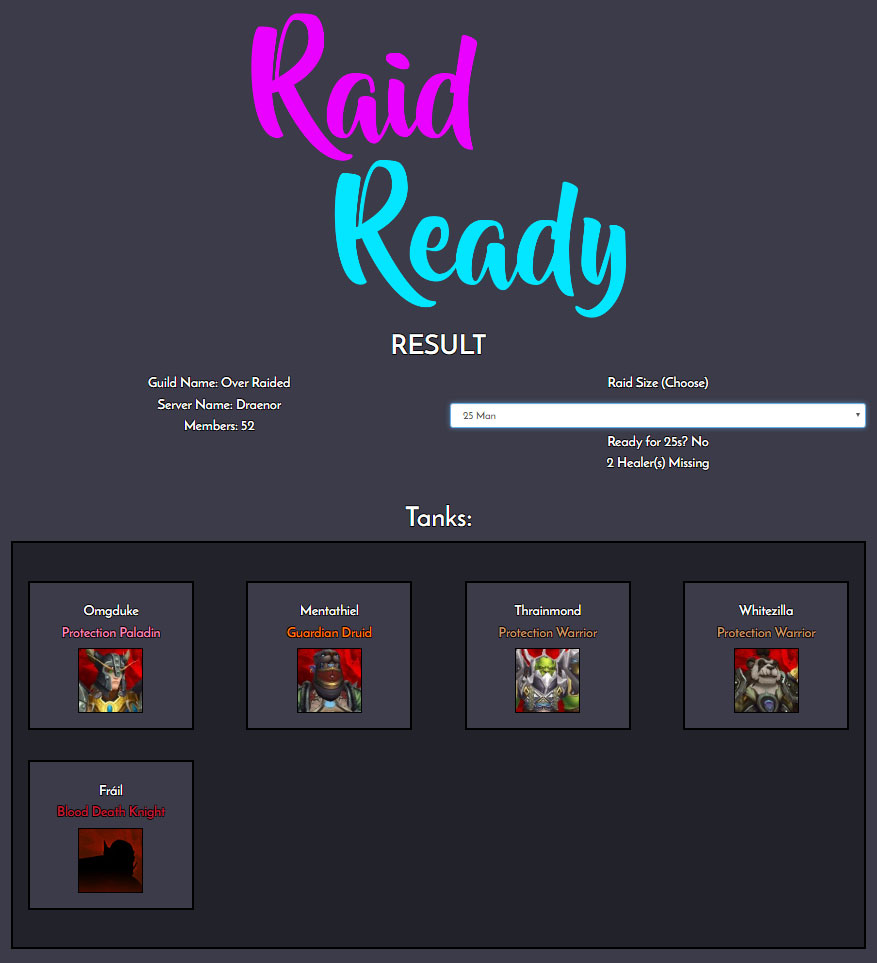 Raid
Ready
RESULT
Guild Name: Over Raided
Server Name: Draenor
Members: 52
Raid Size (Choose)
25 Man
Ready for 25s? No
2 Healer(s) Missing
Tanks:
Omgduke
Protection Paladin
Mentathiel
Guardian Druid
Thrainmond
Protection Warrior
Whitezilla
Protection Warrior
Fráil
Blood Death Knight